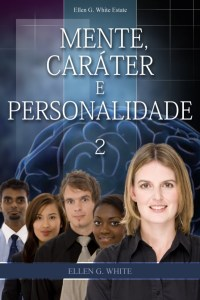 Ellen G. White Estate
MENTE,
CARÁTER
E
PERSONALIDADE
2
ELLEN G. WHITE